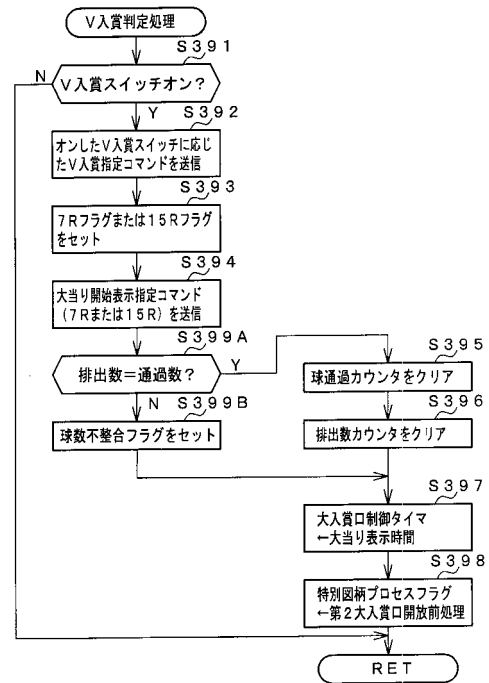 V入賞判定処理
S391
V入賞スイッチオン?
N
Y
S392
オンしたV入賞スイッチに応じ
たV入賞指定コマンドを送信
S393
7Rフラグまたは15Rフラグ
をセット
S394
大当り開始表示指定コマンド
(7Rまたは15R)を送信
S399A
排出数=通過数?
Y
N
S399B
球数不整合フラグをセット
S395
球通過カウンタをクリア
S396
排出数カウンタをクリア
S397
大入賞口制御タイマ
←大当り表示時間
S398
特別図柄プロセスフラグ
←第2大入賞口開放前処理
RET